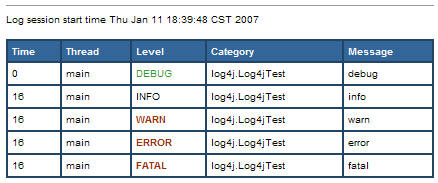 Log session start time Thu Jan 11 18:39:48 CST 2007
Time Thread Level Category Message
0 main DEBUG log4j.Log4jTest debug
16 main INFO log4j.Log4jTest info
16 main WARN log4j.Log4jTest warn
16 main ERROR log4j.Log4jTest error
16 main FATAL log4j.Log4jTest fatal